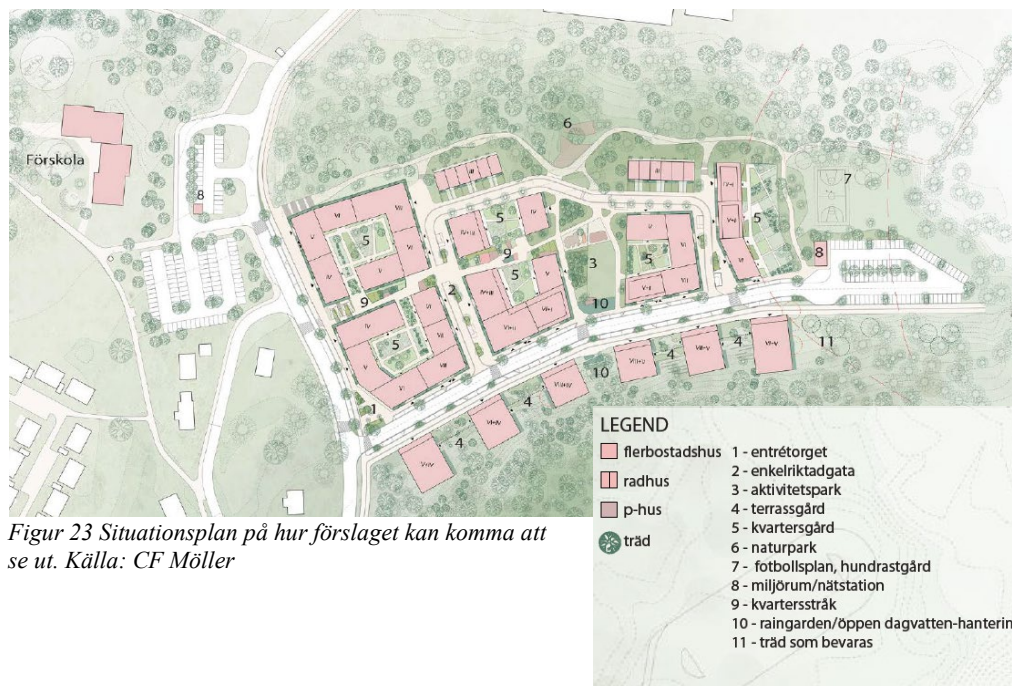 Förskola
8
6
7
5
5
5
5
5
5
3
9
9
2
8
10
10
11
1
4
4
4
4
LEGEND
flerbostadshus
radhus
p-hus
träd
1 - entrétorget
2 - enkelriktadgata
3 - aktivitetspark
4 - terrassgård
5 - kvartersgård
6 - naturpark
7 - fotbollsplan, hundrastgård
8 - miljörum/nätstation
9 - kvartersstråk
10 - raingarden/öppen dagvatten-hanterin
11 - träd som bevaras
Figur 23 Situationsplan på hur förslaget kan komma att
se ut. Källa: CF Möller